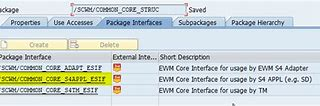 Package /SCWM/COMMON_CORE_STRUC Saved
Properties Use Accesses Package Interfaces Subpackages Package Hierarchy
Create Delete
Package Interface External Inte... Short Description
/SCWM/COMMON_CORE_ADAPT_ESIF EWM Core Interface for usage by EWM S4 Adapter
/SCWM/COMMON_CORE_S4APPL_ESIF EWM Core Interface for usage by S4 APPL (e.g. SD)
/SCWM/COMMON_CORE_S4TM_ESIF EWM Core Interface for usage by TM